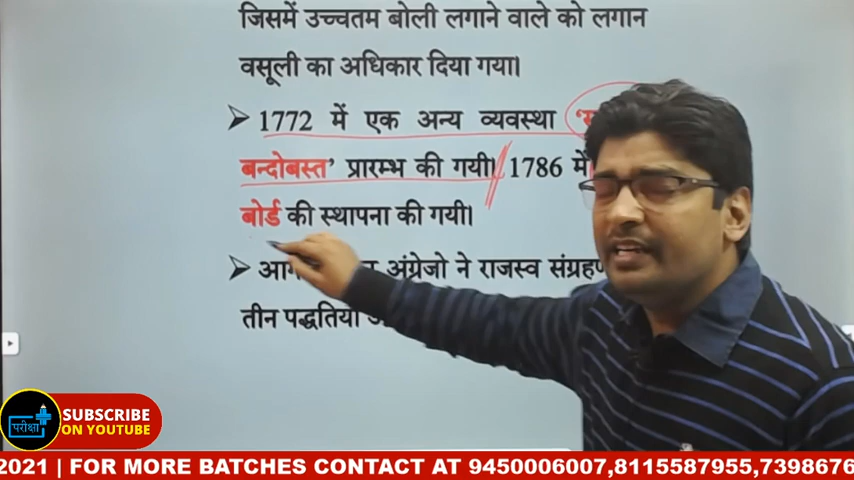 जिसमें उच्चतम बोली लगाने वाले को लगान
वसूली का अधिकार दिया गया।
1772 में एक अन्य व्यवस्था
बन्दोबस्त’ प्रारम्भ की गयी। 1786 में
बोर्ड की स्थापना की गयी।
अंग्रेजो ने राजस्व
तीन पद्धतियों
परीक्षा
SUBSCRIBE
ON YOUTUBE
2021 | FOR MORE BATCHES CONTACT AT 9450006007,8115587955,7398676